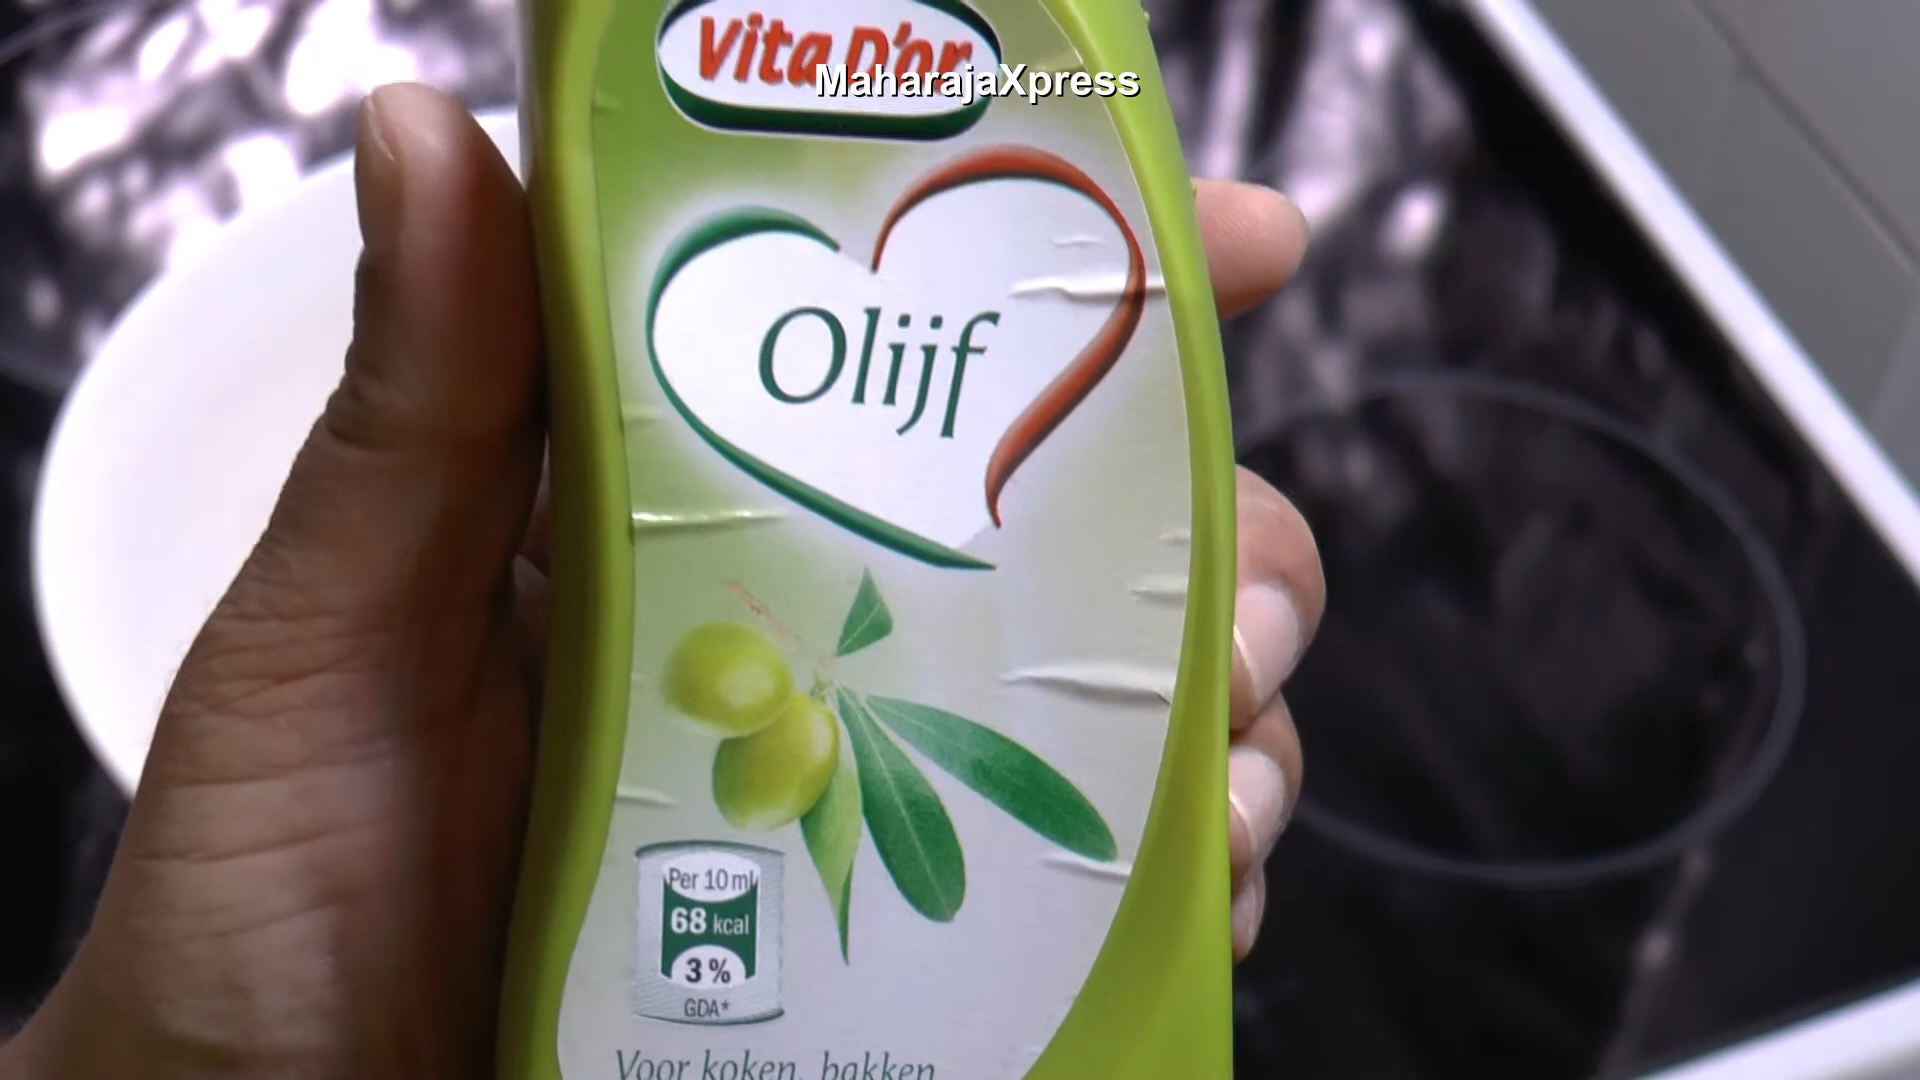 Vita D'or
MaharajaXpress
Olijf
Per 10 ml
68 kcal
3%
GDA*
Voor koken, bakken